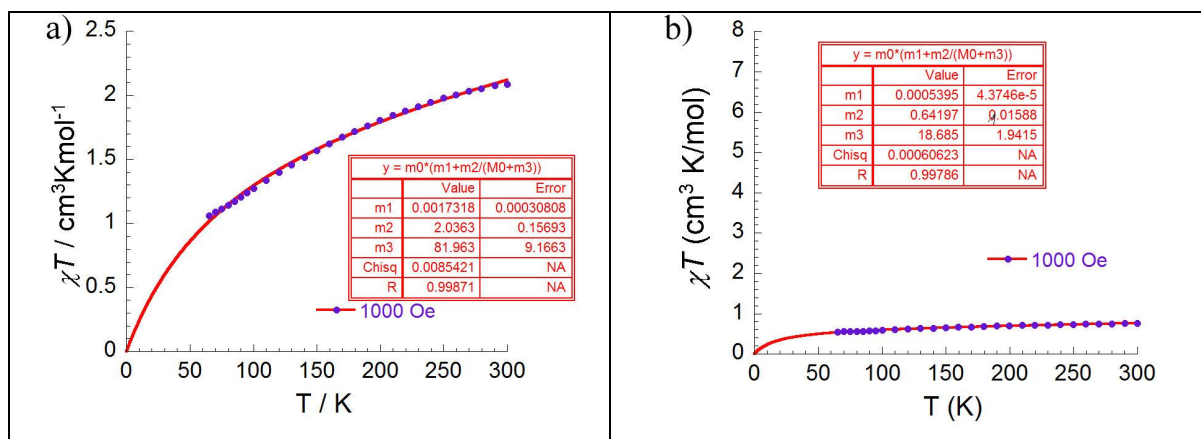 a)
2.5
2
1.5
1
0.5
0
χT / cm³Kmol⁻¹
y = m0*(m1+m2/(M0+m3))
Value Error
m1 0.0017318 0.00030808
m2 2.0363 0.15693
m3 81.963 9.1663
Chisq 0.0085421 NA
R 0.99871 NA
1000 Oe
0 50 100 150 200 250 300
T / K
b)
8
7
6
5
4
3
2
1
0
χT (cm³ K/mol)
y = m0*(m1+m2/(M0+m3))
Value Error
m1 0.0005395 4.3746e-5
m2 0.64197 0.01588
m3 18.685 1.9415
Chisq 0.00060623 NA
R 0.99786 NA
1000 Oe
0 50 100 150 200 250 300
T (K)